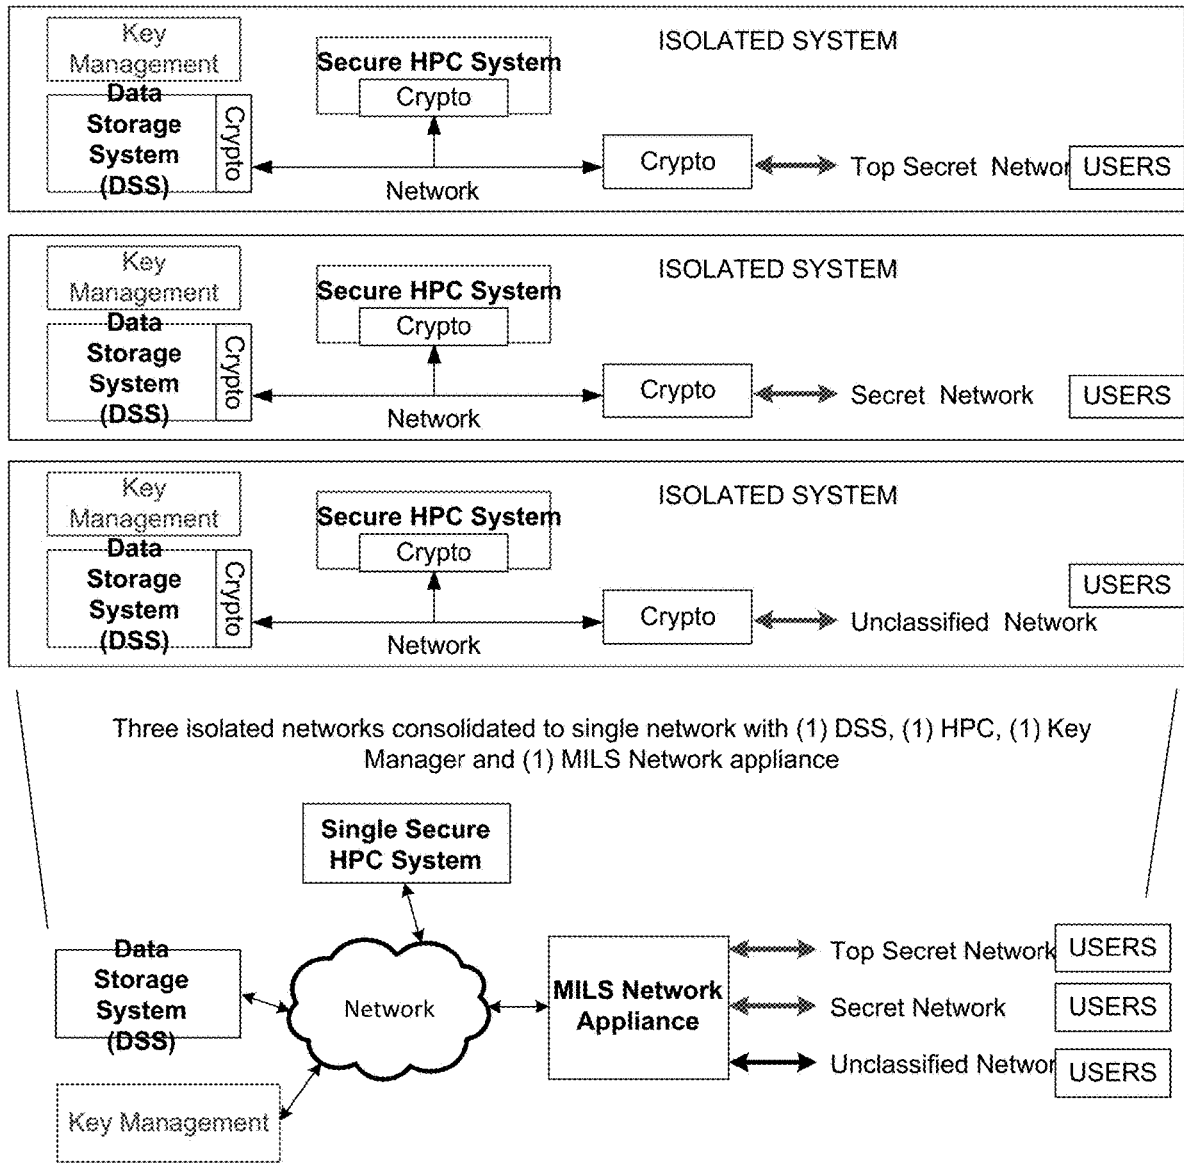 Key
Management
Data
Storage
System
(DSS)
Crypto
Secure HPC System
Crypto
Network
ISOLATED SYSTEM
Crypto
Top Secret Networ
USERS
Key
Management
Data
Storage
System
(DSS)
Crypto
Secure HPC System
Crypto
Network
ISOLATED SYSTEM
Crypto
Secret Network
USERS
Key
Management
Data
Storage
System
(DSS)
Crypto
Secure HPC System
Crypto
Network
ISOLATED SYSTEM
Crypto
Unclassified Network
USERS
Three isolated networks consolidated to single network with (1) DSS, (1) HPC, (1) Key
Manager and (1) MILS Network appliance
Single Secure
HPC System
Data
Storage
System
(DSS)
Network
Key Management
MILS Network
Appliance
Top Secret Network
USERS
Secret Network
USERS
Unclassified Networ
USERS